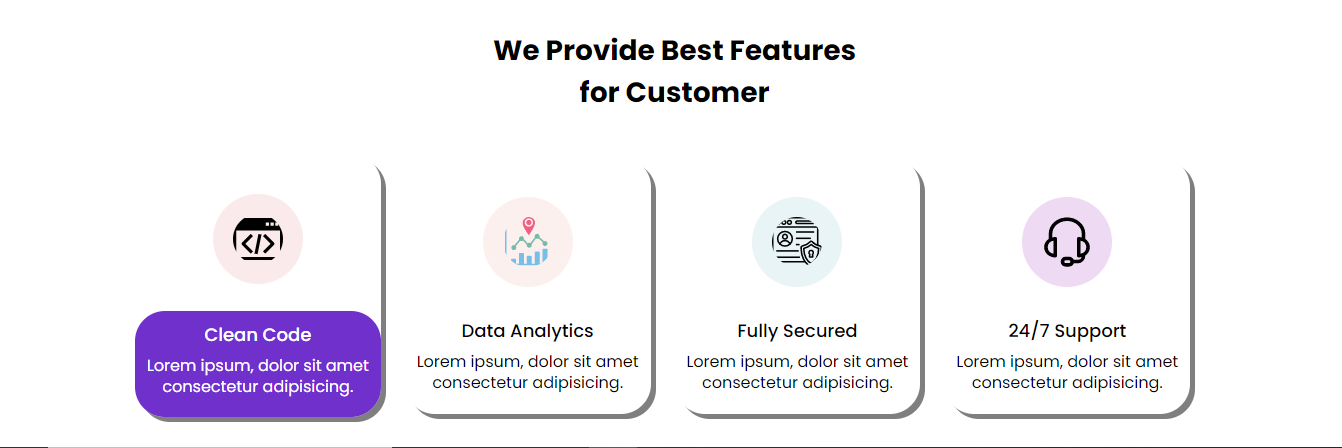 We Provide Best Features
for Customer
Clean Code
Lorem ipsum, dolor sit amet
consectetur adipisicing.
Data Analytics
Lorem ipsum, dolor sit amet
consectetur adipisicing.
Fully Secured
Lorem ipsum, dolor sit amet
consectetur adipisicing.
24/7 Support
Lorem ipsum, dolor sit amet
consectetur adipisicing.